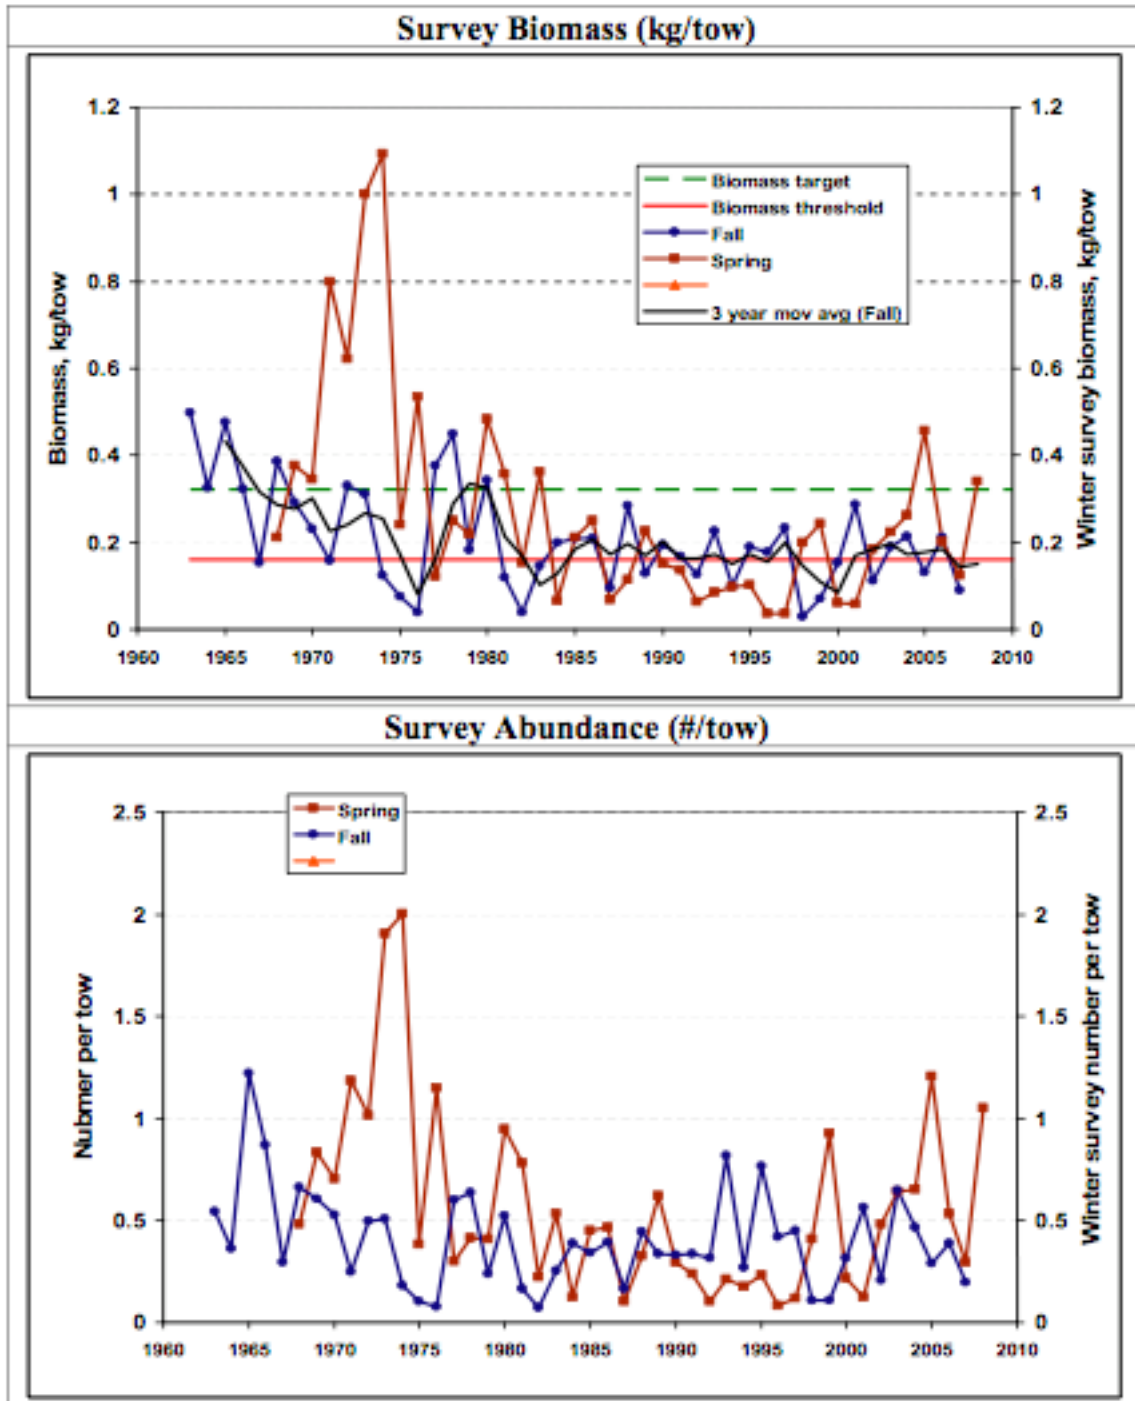 Survey Biomass (kg/tow)
1.2
1
0.8
0.6
0.4
0.2
0
Biomass, kg/tow
1960 1965 1970 1975 1980 1985 1990 1995 2000 2005 2010
Biomass target
Biomass threshold
Fall
Spring
3 year mov avg (Fall)
1.2
1
0.8
0.6
0.4
0.2
0
Winter survey biomass, kg/tow
Survey Abundance (#/tow)
2.5
2
1.5
1
0.5
0
Nubmer per tow
1960 1965 1970 1975 1980 1985 1990 1995 2000 2005 2010
Spring
Fall
2.5
2
1.5
1
0.5
0
Winter survey number per tow